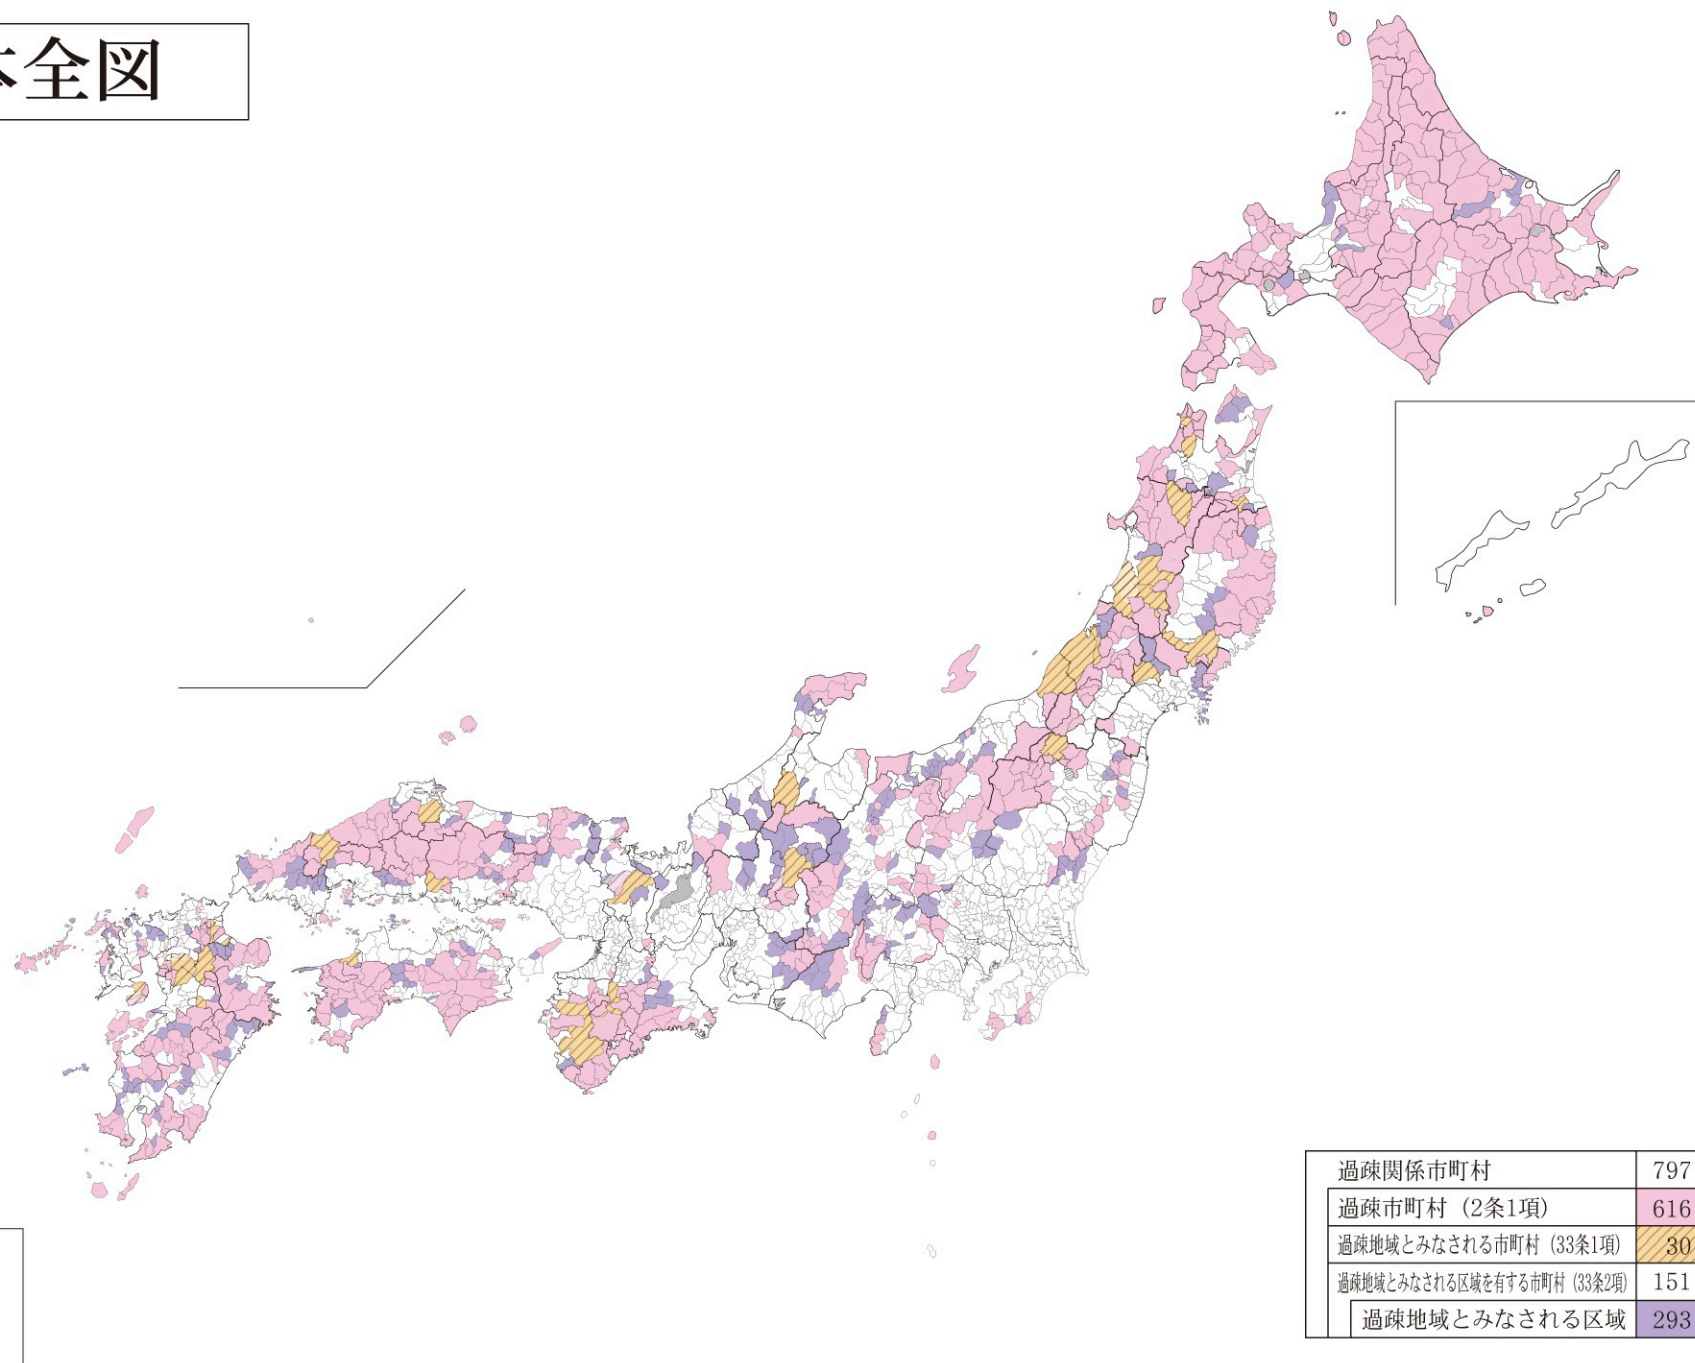 本全図
過疎関係市町村 797
過疎市町村（2条1項） 616
過疎地域とみなされる市町村（33条1項） 30
過疎地域とみなされる区域を有する市町村（33条2項） 151
過疎地域とみなされる区域 293